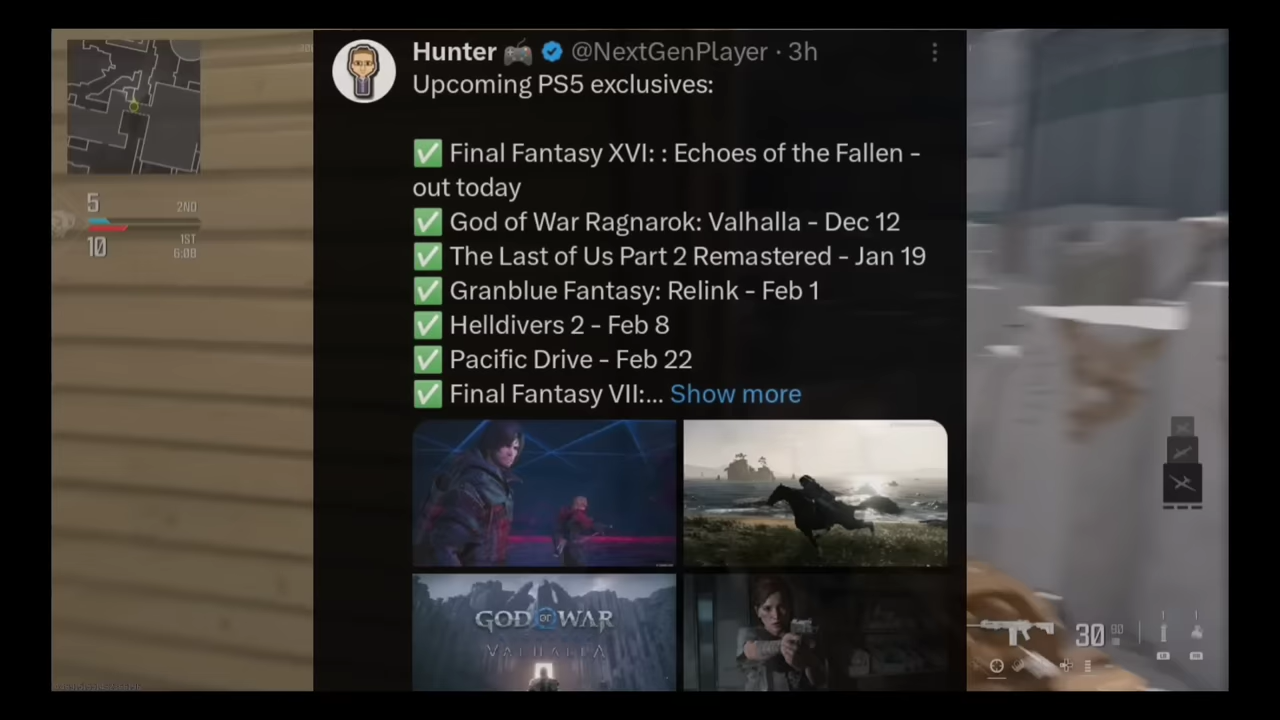 Hunter 🎮 @NextGenPlayer · 3h
Upcoming PS5 exclusives:
✅ Final Fantasy XVI: : Echoes of the Fallen -
out today
✅ God of War Ragnarok: Valhalla - Dec 12
✅ The Last of Us Part 2 Remastered - Jan 19
✅ Granblue Fantasy: Relink - Feb 1
✅ Helldivers 2 - Feb 8
✅ Pacific Drive - Feb 22
✅ Final Fantasy VII:... Show more
5 2ND
10 1ST
6:08
GOD OF WAR
VALHALLA
30 90